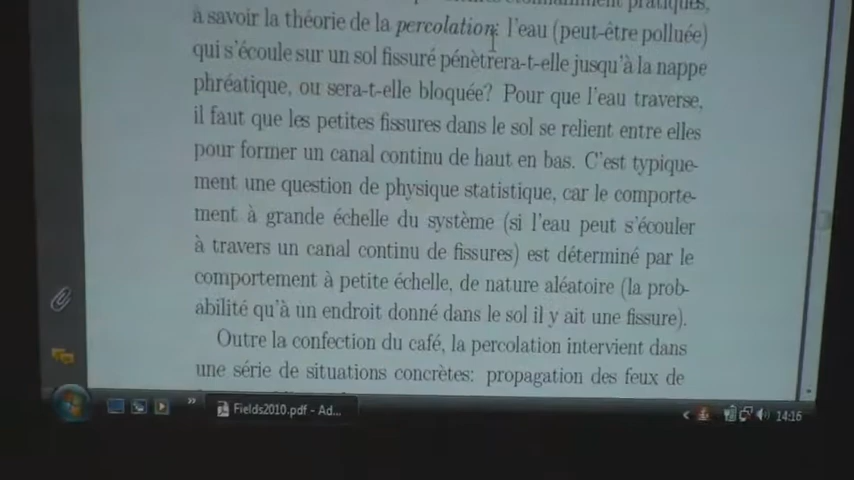 pratiques,
à savoir la théorie de la percolation: l'eau (peut-être polluée)
qui s'écoule sur un sol fissuré pénètrera-t-elle jusqu'à la nappe
phréatique, ou sera-t-elle bloquée? Pour que l'eau traverse,
il faut que les petites fissures dans le sol se relient entre elles
pour former un canal continu de haut en bas. C'est typique-
ment une question de physique statistique, car le comporte-
ment à grande échelle du système (si l'eau peut s'écouler
à travers un canal continu de fissures) est déterminé par le
comportement à petite échelle, de nature aléatoire (la prob-
abilité qu'à un endroit donné dans le sol il y ait une fissure).
Outre la confection du café, la percolation intervient dans
une série de situations concrètes: propagation des feux de
Fields2010.pdf - Ad...
14:16